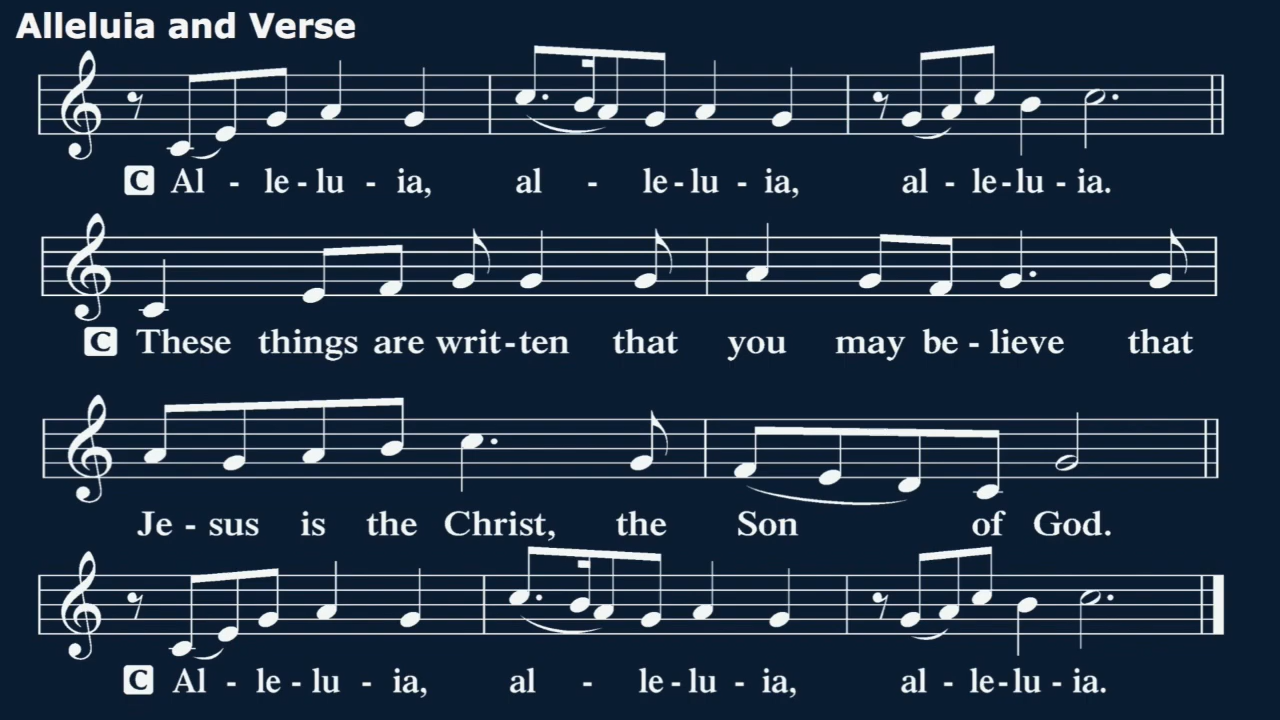 Alleluia and Verse
C Al - le - lu - ia, al - le - lu - ia, al - le - lu - ia.
C These things are writ - ten that you may be - lieve that
Je - sus is the Christ, the Son of God.
C Al - le - lu - ia, al - le - lu - ia, al - le - lu - ia.